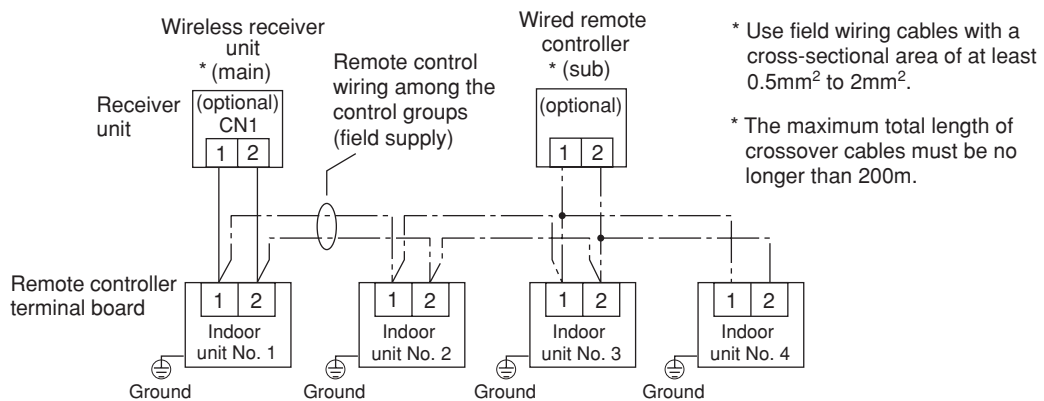 Wireless receiver
unit
* (main)
Receiver
unit
(optional)
CN1
1 2
Remote control
wiring among the
control groups
(field supply)
Wired remote
controller
* (sub)
(optional)
1 2
* Use field wiring cables with a
cross-sectional area of at least
0.5mm² to 2mm².
* The maximum total length of
crossover cables must be no
longer than 200m.
Remote controller
terminal board
1 2
Indoor
unit No. 1
Ground
1 2
Indoor
unit No. 2
Ground
1 2
Indoor
unit No. 3
Ground
1 2
Indoor
unit No. 4
Ground